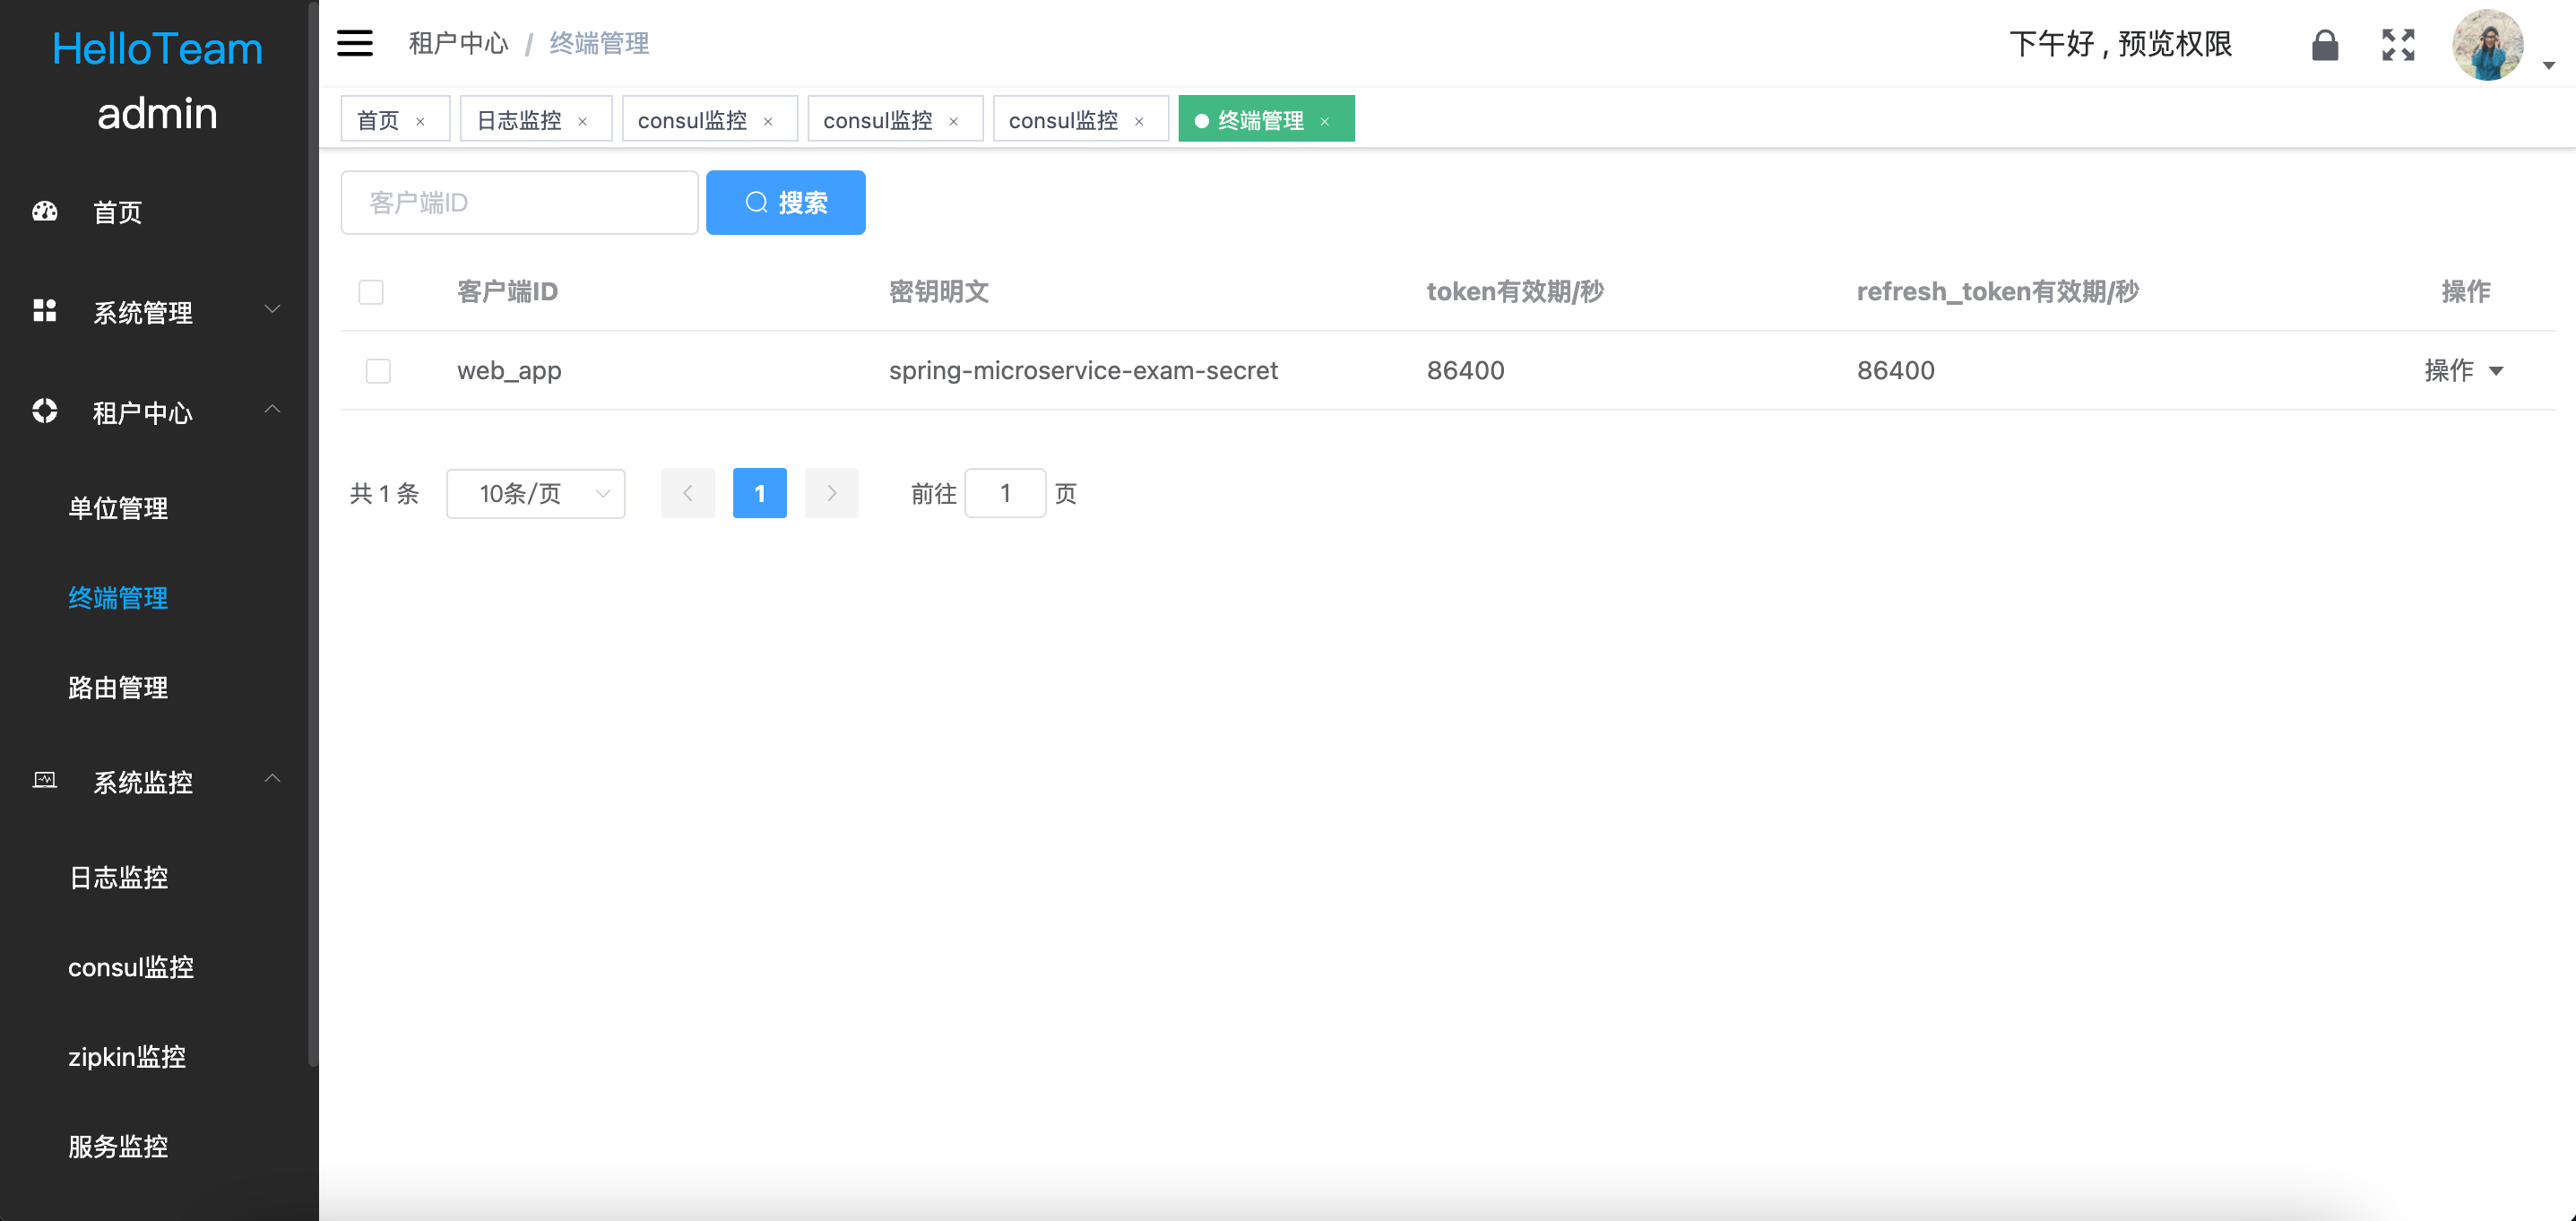 HelloTeam
admin
首页
系统管理
租户中心
单位管理
终端管理
路由管理
系统监控
日志监控
consul监控
zipkin监控
服务监控
租户中心 / 终端管理
下午好 , 预览权限
首页 × 日志监控 × consul监控 × consul监控 × consul监控 × 终端管理 ×
客户端ID 搜索
客户端ID 密钥明文 token有效期/秒 refresh_token有效期/秒 操作
web_app spring-microservice-exam-secret 86400 86400 操作
共 1 条 10条/页 1 前往 1 页